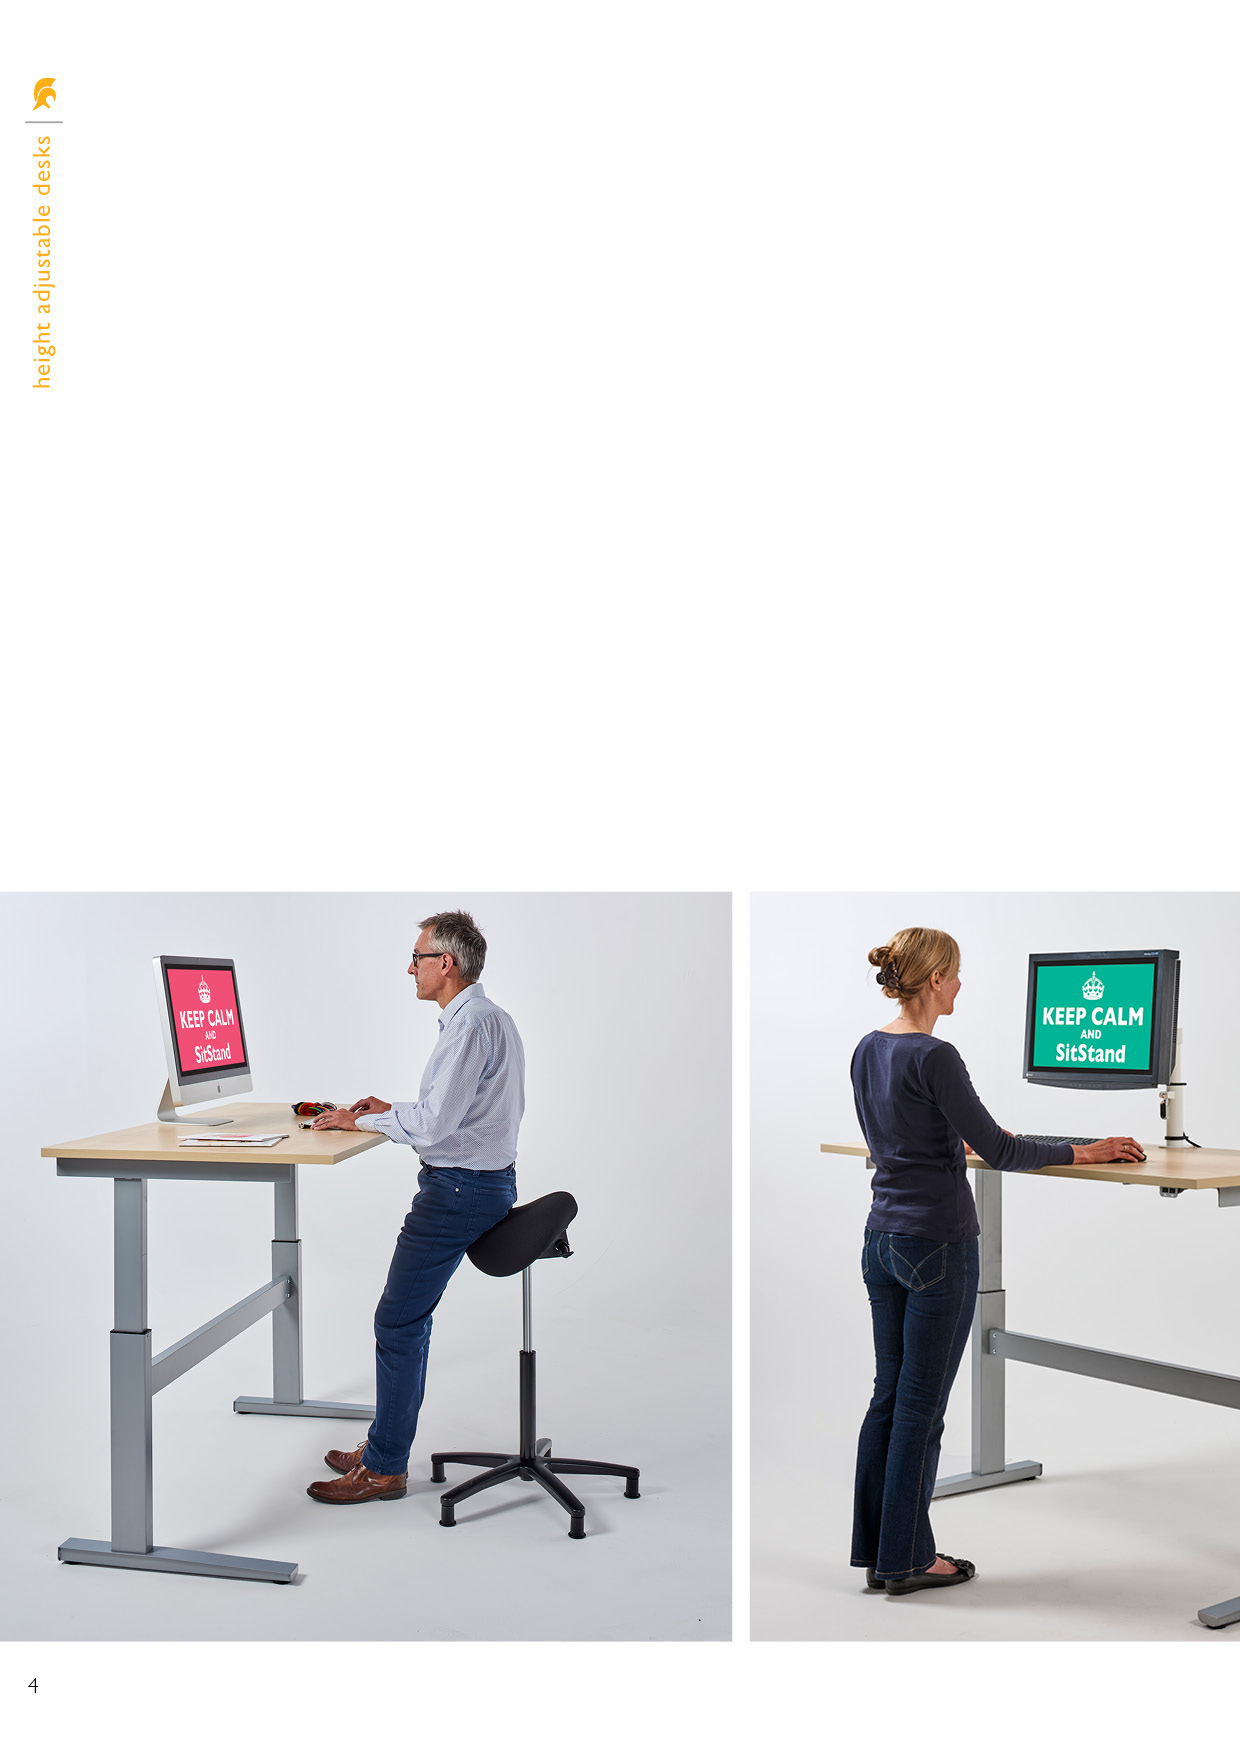 height adjustable desks
KEEP CALM
AND
SitStand
KEEP CALM
AND
SitStand
4